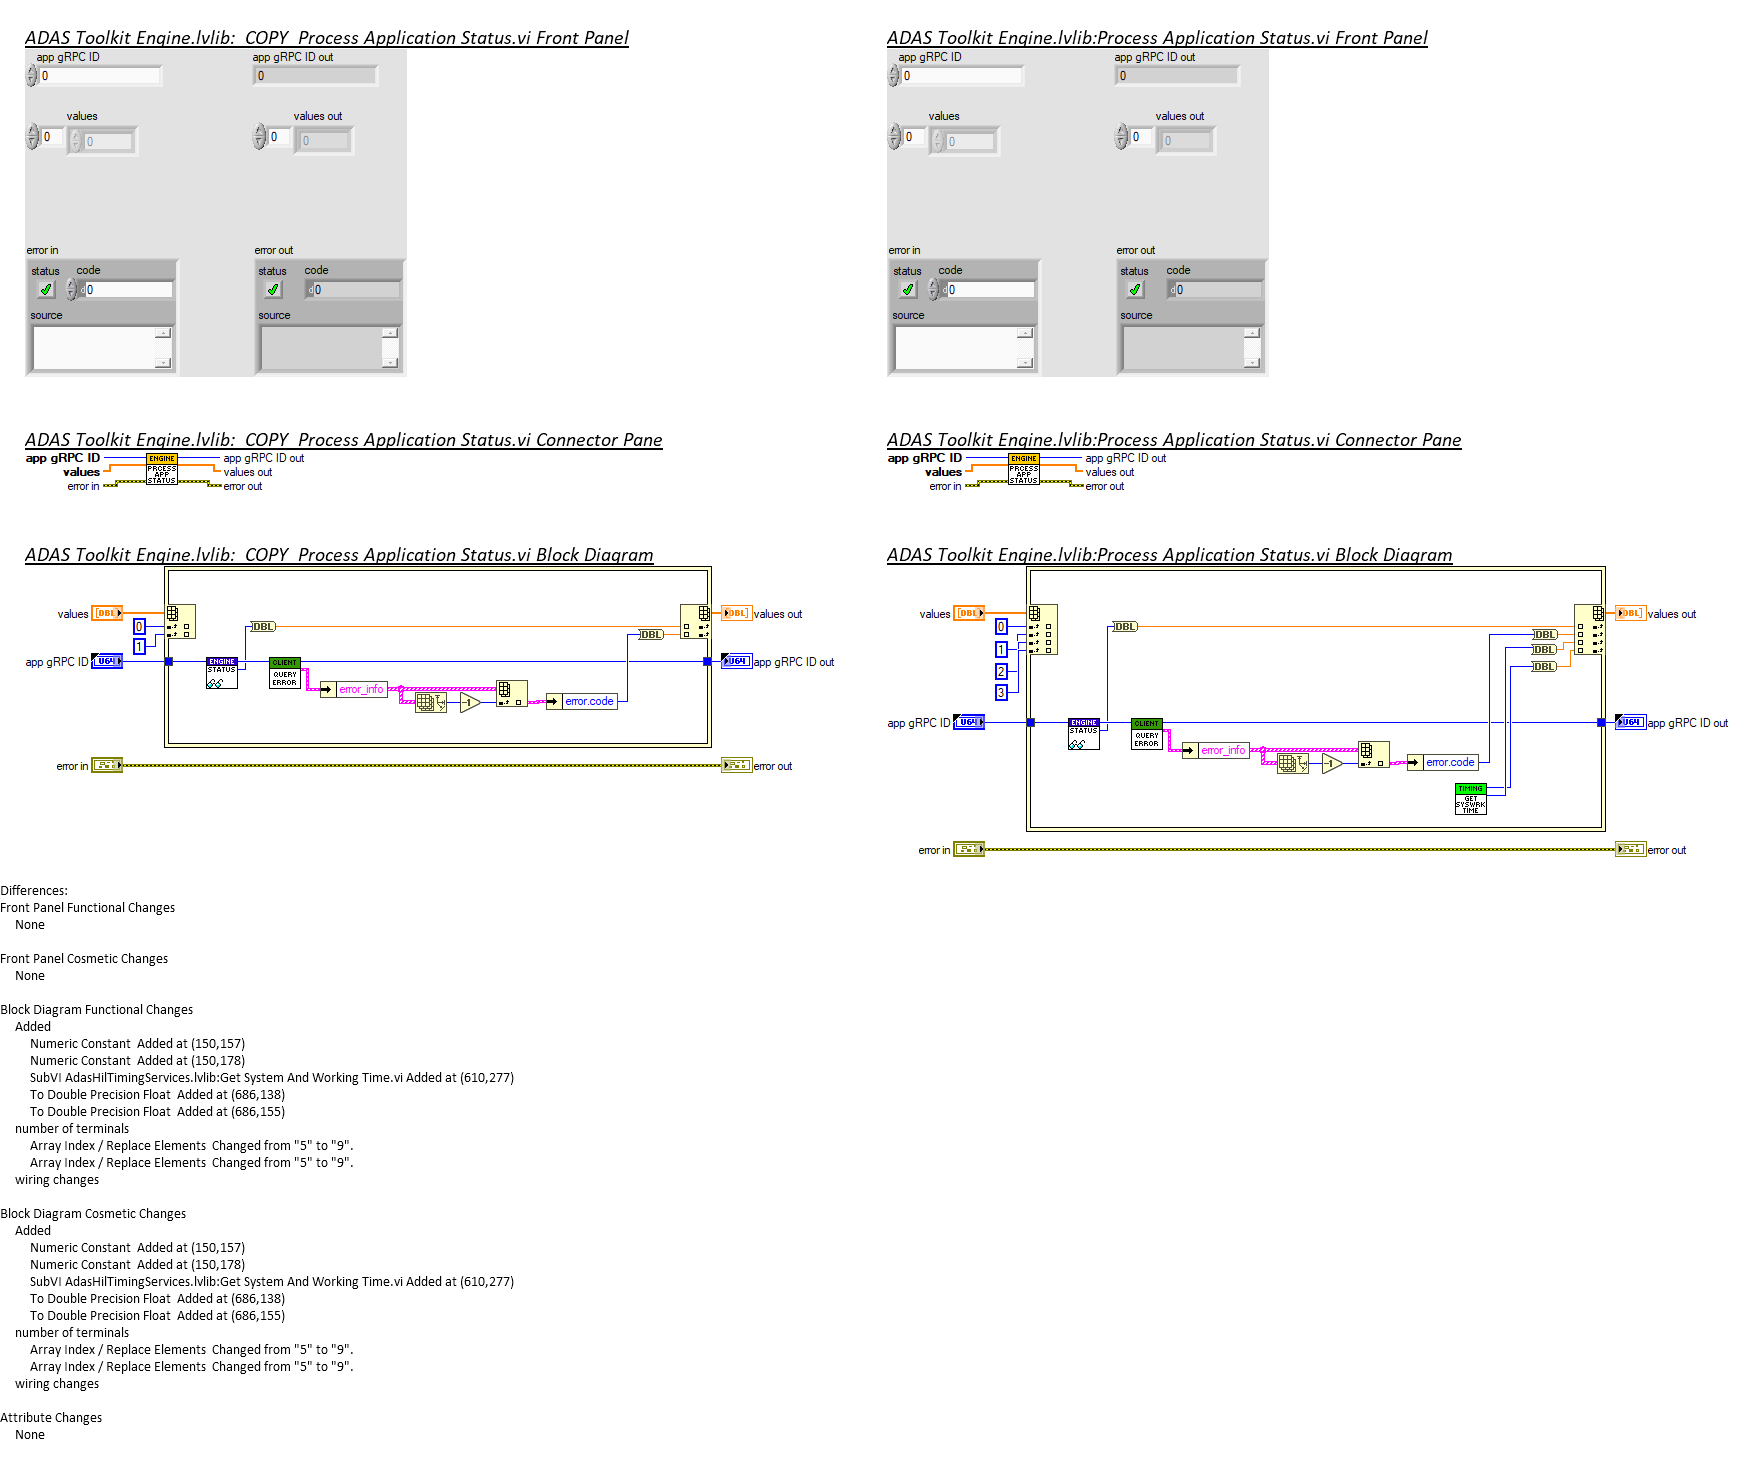 ADAS Toolkit Engine.lvlib:  COPY  Process Application Status.vi Front Panel
app gRPC ID
app gRPC ID out
0
0
values
values out
0
0
0
0
error in
error out
status
code
status
code
d0
d0
source
source
ADAS Toolkit Engine.lvlib:  COPY  Process Application Status.vi Connector Pane
app gRPC ID
ENGINE
app gRPC ID out
values
PRCESS
APP
STATUS
values out
error in
error out
ADAS Toolkit Engine.lvlib:  COPY  Process Application Status.vi Block Diagram
values
DBL
0
1
DBL
DBL
DBL
values out
app gRPC ID
U64
ENGINE
STATUS
CLIENT
QUERY
ERROR
error_info
-1
error.code
U64
app gRPC ID out
error in
error out
ADAS Toolkit Engine.lvlib:Process Application Status.vi Front Panel
app gRPC ID
app gRPC ID out
0
0
values
values out
0
0
0
0
error in
error out
status
code
status
code
d0
d0
source
source
ADAS Toolkit Engine.lvlib:Process Application Status.vi Connector Pane
app gRPC ID
ENGINE
app gRPC ID out
values
PRCESS
APP
STATUS
values out
error in
error out
ADAS Toolkit Engine.lvlib:Process Application Status.vi Block Diagram
values
DBL
0
1
2
3
DBL
DBL
DBL
DBL
DBL
values out
app gRPC ID
U64
ENGINE
STATUS
CLIENT
QUERY
ERROR
error_info
-1
error.code
TIMING
GET
SYSWRK
TIME
U64
app gRPC ID out
error in
error out
Differences:
Front Panel Functional Changes
None
Front Panel Cosmetic Changes
None
Block Diagram Functional Changes
Added
Numeric Constant  Added at (150,157)
Numeric Constant  Added at (150,178)
SubVI AdasHilTimingServices.lvlib:Get System And Working Time.vi Added at (610,277)
To Double Precision Float  Added at (686,138)
To Double Precision Float  Added at (686,155)
number of terminals
Array Index / Replace Elements  Changed from "5" to "9".
Array Index / Replace Elements  Changed from "5" to "9".
wiring changes
Block Diagram Cosmetic Changes
Added
Numeric Constant  Added at (150,157)
Numeric Constant  Added at (150,178)
SubVI AdasHilTimingServices.lvlib:Get System And Working Time.vi Added at (610,277)
To Double Precision Float  Added at (686,138)
To Double Precision Float  Added at (686,155)
number of terminals
Array Index / Replace Elements  Changed from "5" to "9".
Array Index / Replace Elements  Changed from "5" to "9".
wiring changes
Attribute Changes
None